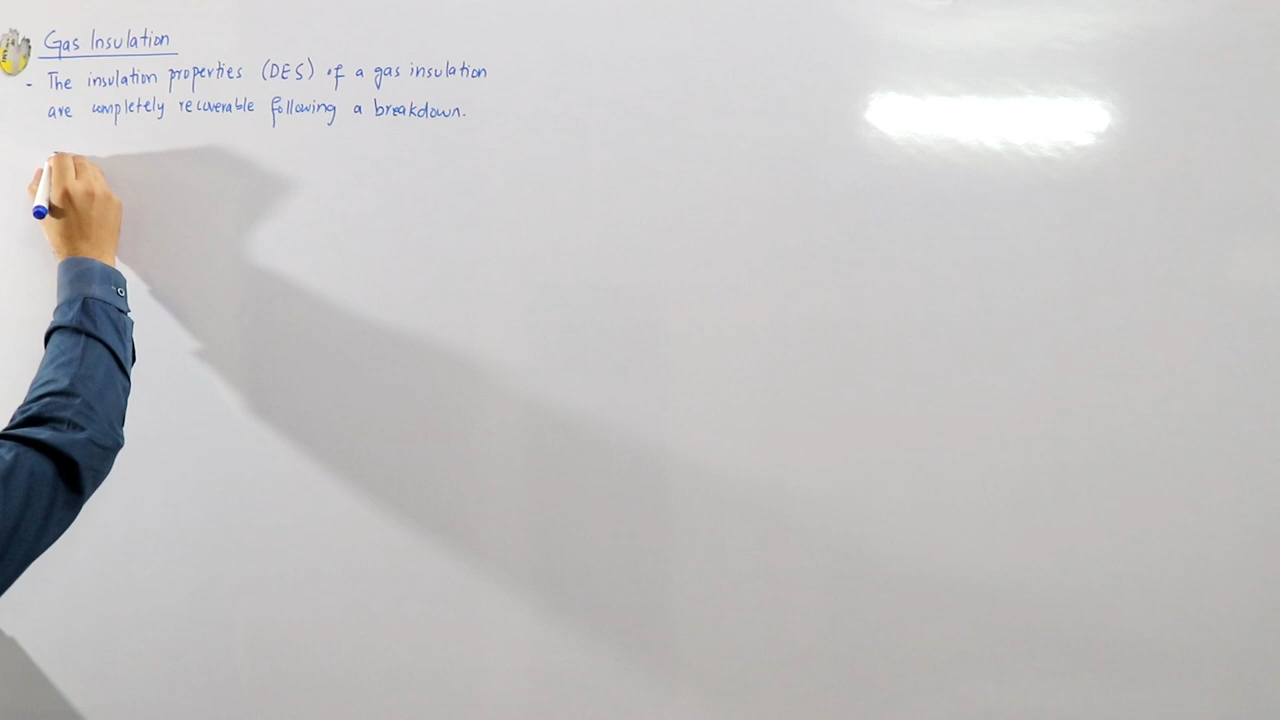 Gas Insulation
- The insulation properties (DES) of a gas insulation
are completely recoverable following a breakdown.